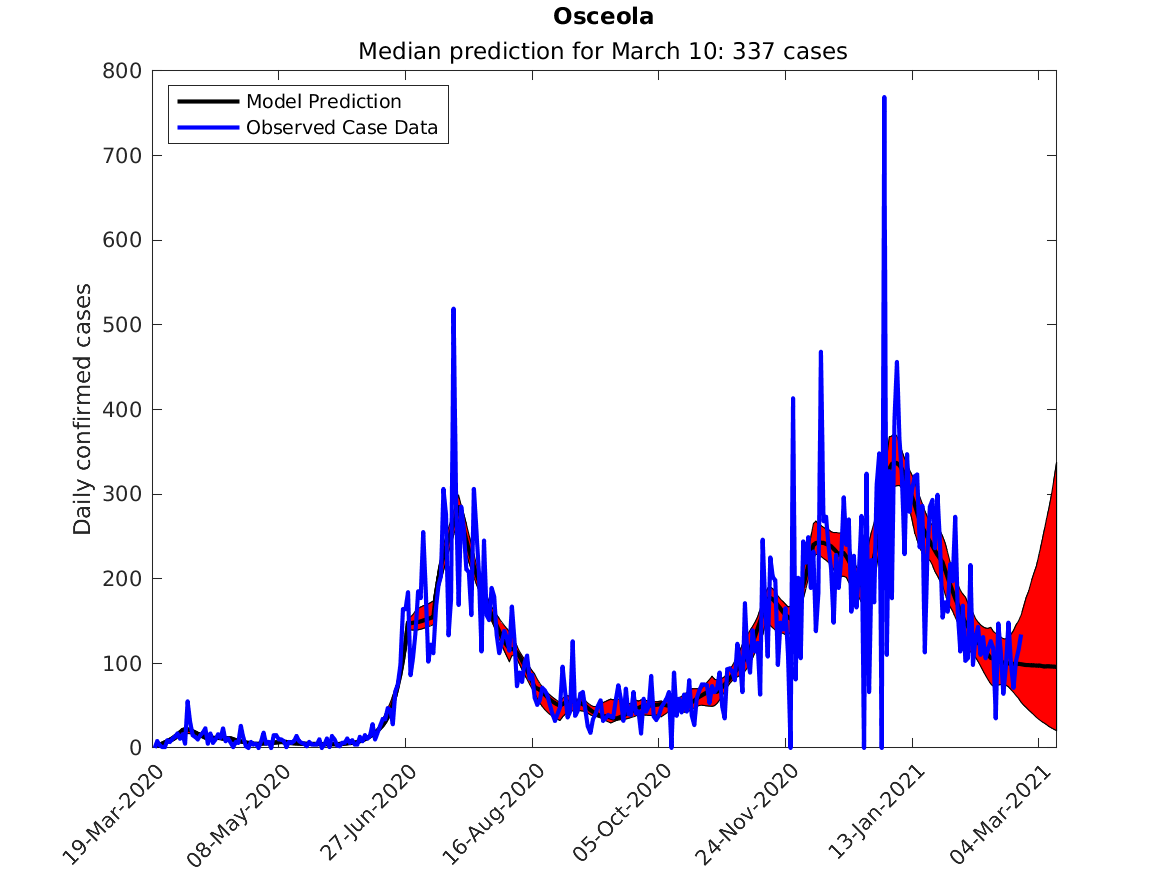 Osceola
Median prediction for March 10: 337 cases
Model Prediction
Observed Case Data
Daily confirmed cases
800
700
600
500
400
300
200
100
0
19-Mar-2020
08-May-2020
27-Jun-2020
16-Aug-2020
05-Oct-2020
24-Nov-2020
13-Jan-2021
04-Mar-2021